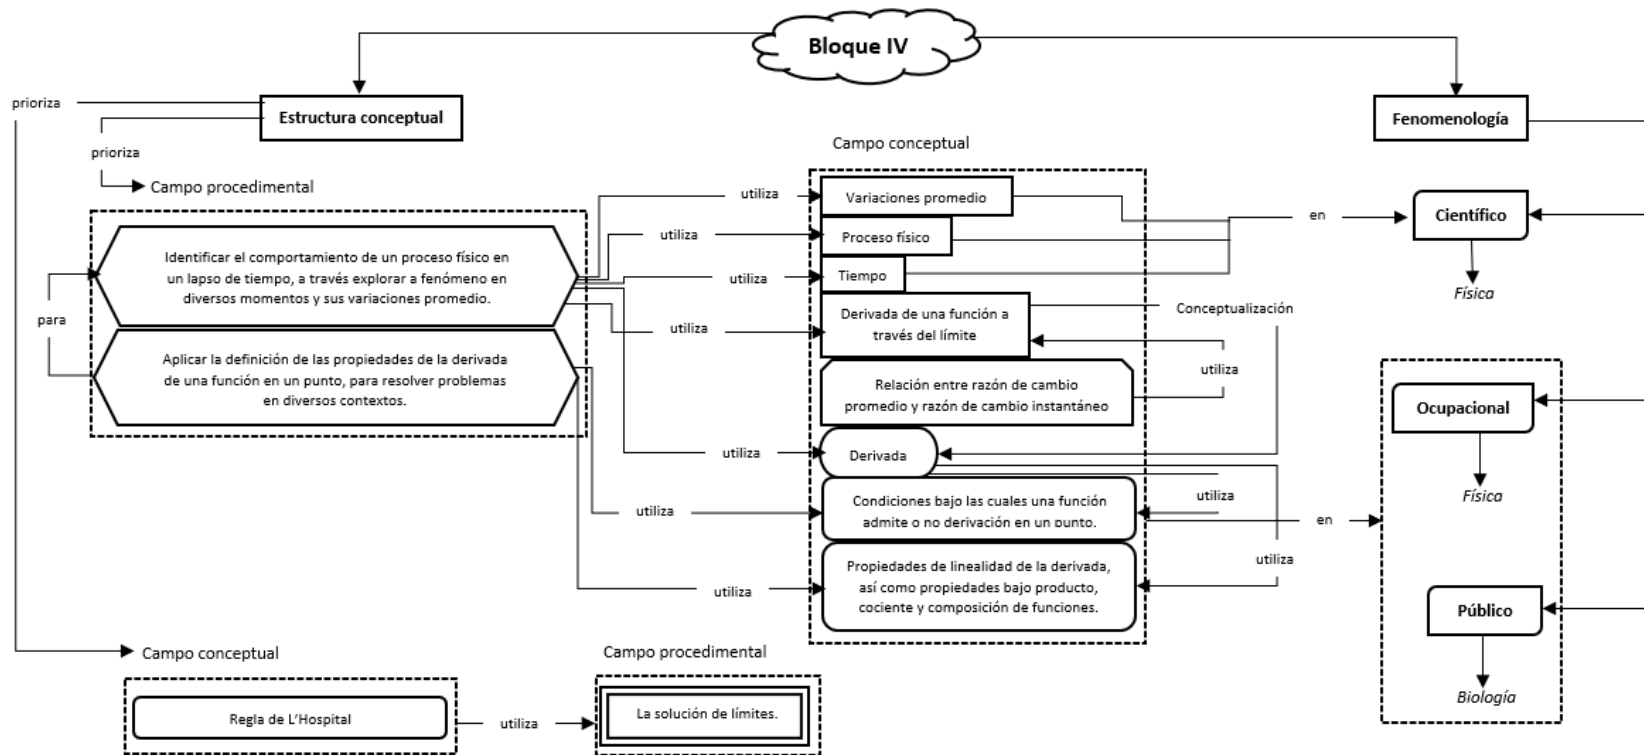 Bloque IV
prioriza
Estructura conceptual
Fenomenología
prioriza
Campo conceptual
Campo procedimental
utiliza
Variaciones promedio
en
Científico
Física
utiliza
Proceso físico
Identificar el comportamiento de un proceso físico en
un lapso de tiempo, a través explorar a fenómeno en
diversos momentos y sus variaciones promedio.
utiliza
Tiempo
para
utiliza
Derivada de una función a
través del límite
Conceptualización
Aplicar la definición de las propiedades de la derivada
de una función en un punto, para resolver problemas
en diversos contextos.
utiliza
Relación entre razón de cambio
promedio y razón de cambio instantáneo
Ocupacional
Física
utiliza
Derivada
utiliza
Condiciones bajo las cuales una función
admite o no derivación en un punto.
utiliza
en
utiliza
Propiedades de linealidad de la derivada,
así como propiedades bajo producto,
cociente y composición de funciones.
utiliza
Público
Biología
Campo conceptual
Campo procedimental
Regla de L’Hospital
utiliza
La solución de límites.